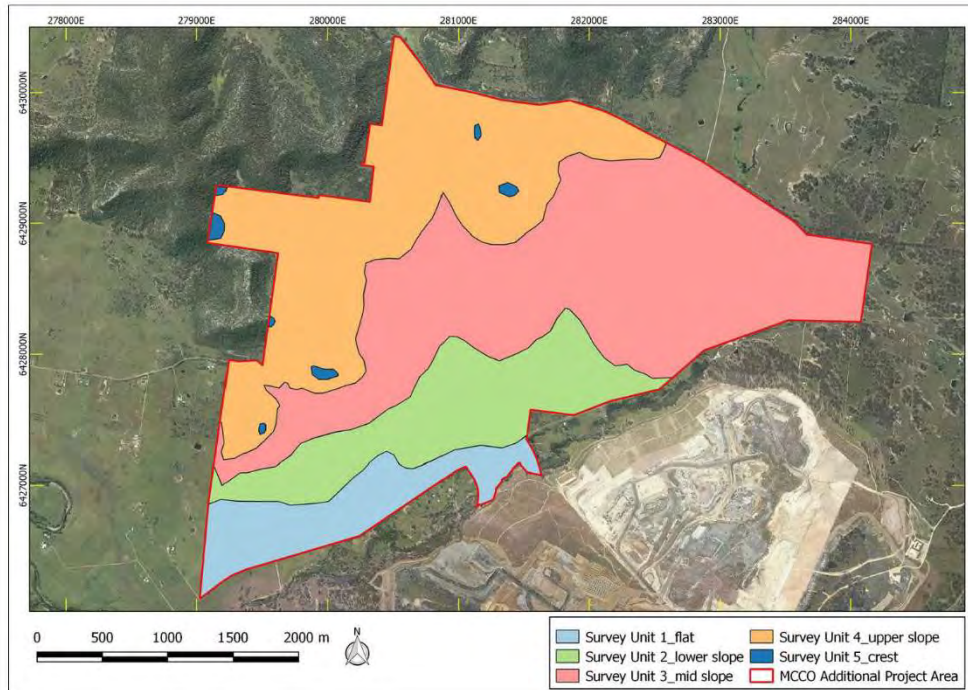 278000E 279000E 280000E 281000E 282000E 283000E 284000E
6430000N
6429000N
6428000N
6427000N
0 500 1000 1500 2000 m
N
Survey Unit 1_flat
Survey Unit 2_lower slope
Survey Unit 3_mid slope
Survey Unit 4_upper slope
Survey Unit 5_crest
MCCO Additional Project Area